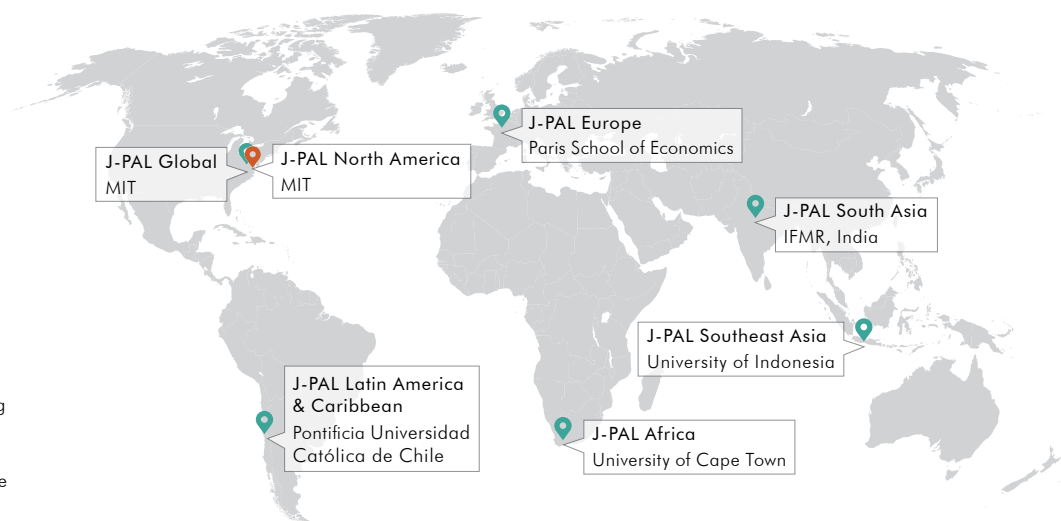 J-PAL Europe
Paris School of Economics
J-PAL Global
MIT
J-PAL North America
MIT
J-PAL South Asia
IFMR, India
J-PAL Southeast Asia
University of Indonesia
J-PAL Latin America
& Caribbean
Pontificia Universidad
Católica de Chile
J-PAL Africa
University of Cape Town